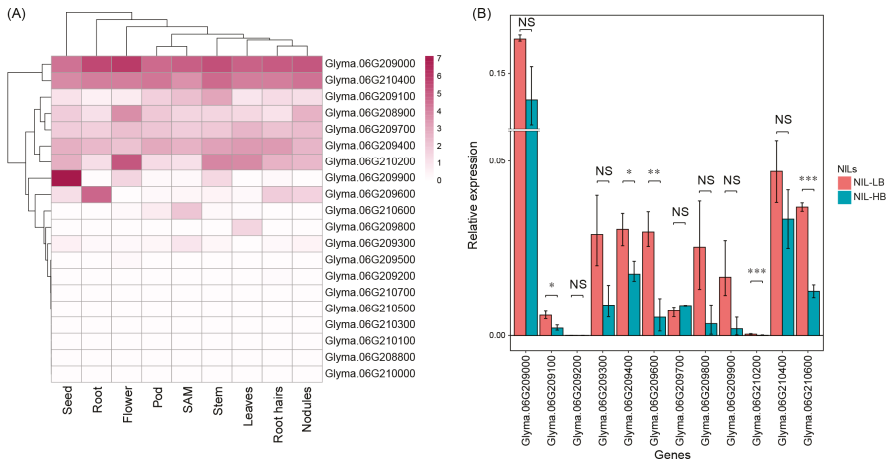 (A)
Glyma.06G209000
Glyma.06G210400
Glyma.06G209100
Glyma.06G208900
Glyma.06G209700
Glyma.06G209400
Glyma.06G210200
Glyma.06G209900
Glyma.06G209600
Glyma.06G210600
Glyma.06G209800
Glyma.06G209300
Glyma.06G209500
Glyma.06G209200
Glyma.06G210700
Glyma.06G210500
Glyma.06G210300
Glyma.06G210100
Glyma.06G208800
Glyma.06G210000
Seed
Root
Flower
Pod
SAM
Stem
Leaves
Root hairs
Nodules
7
6
5
4
3
2
1
0
(B)
Relative expression
0.15
0.05
0.00
NS
*
NS
NS
*
**
NS
NS
NS
***
NS
***
Glyma.06G209000
Glyma.06G209100
Glyma.06G209200
Glyma.06G209300
Glyma.06G209400
Glyma.06G209600
Glyma.06G209700
Glyma.06G209800
Glyma.06G209900
Glyma.06G210200
Glyma.06G210400
Glyma.06G210600
Genes
NILs
NIL-LB
NIL-HB